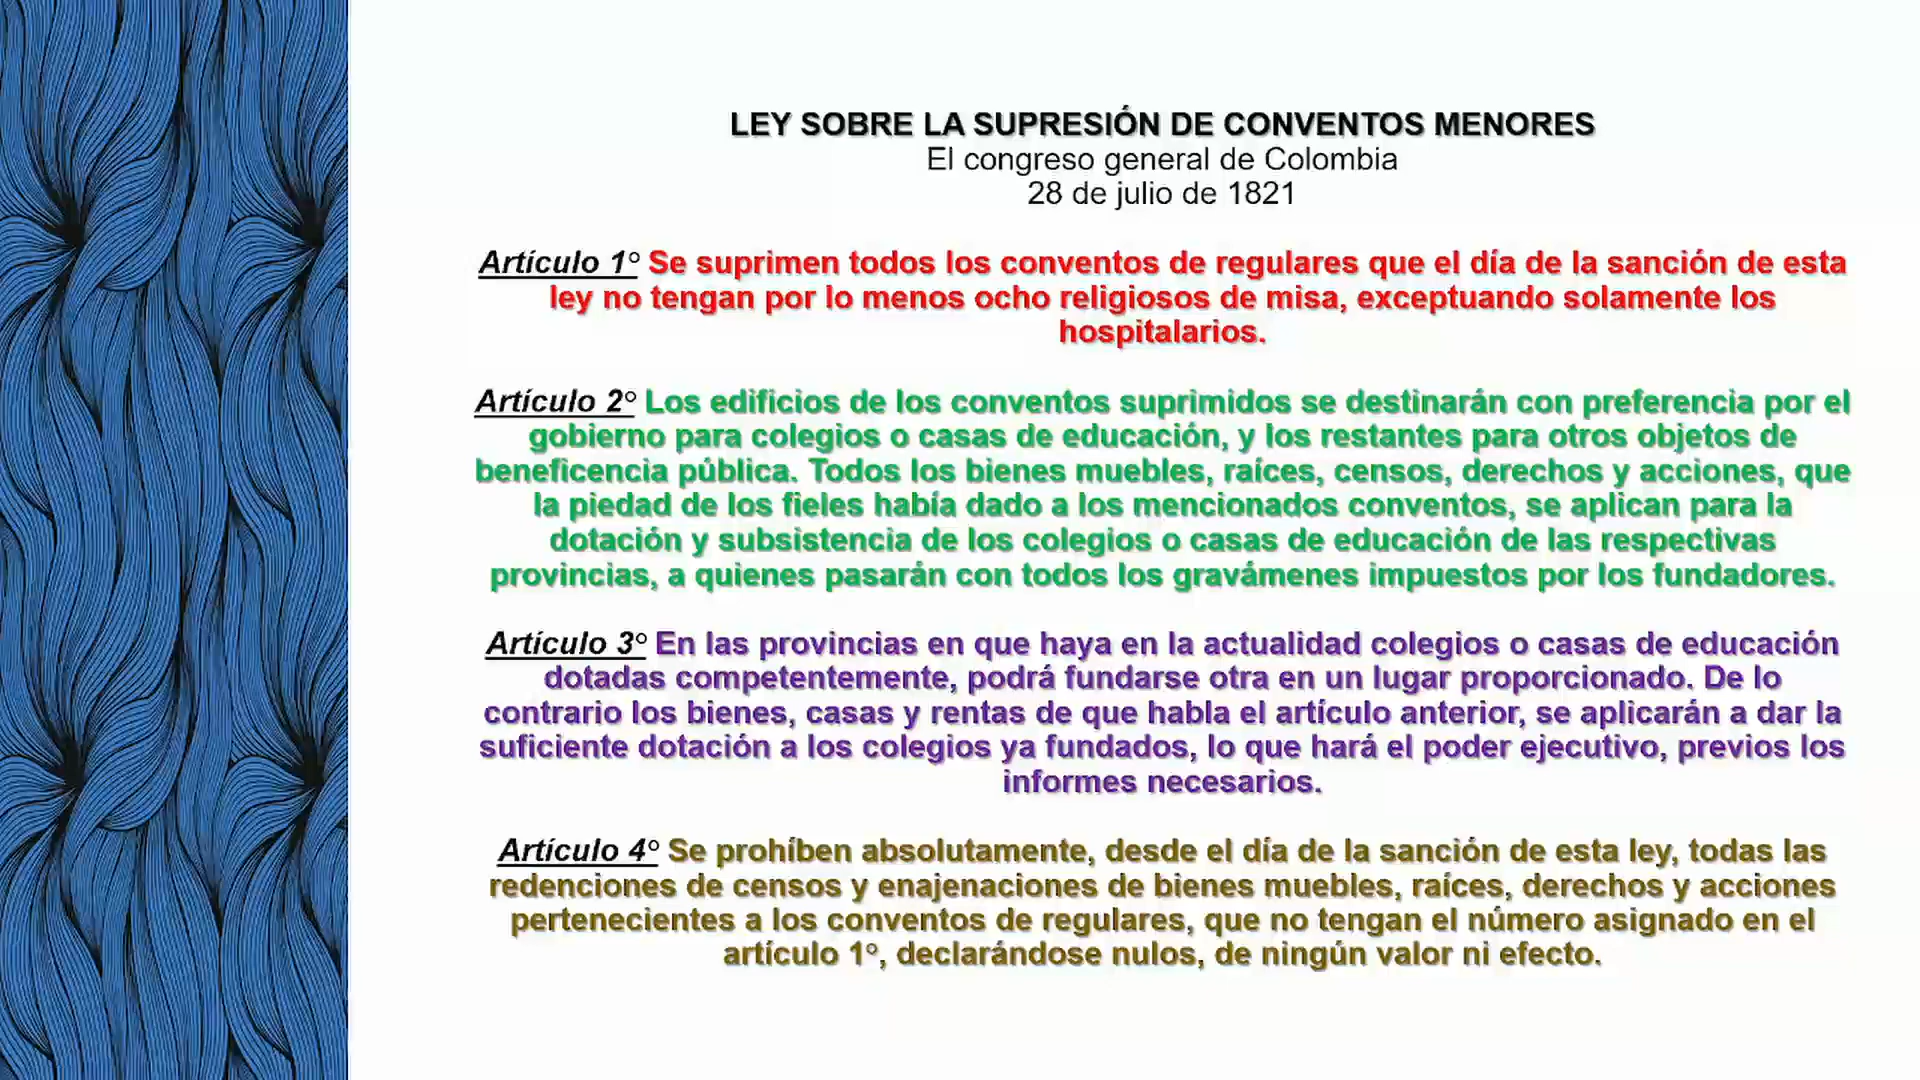 LEY SOBRE LA SUPRESIÓN DE CONVENTOS MENORES
El congreso general de Colombia
28 de julio de 1821
Artículo 1° Se suprimen todos los conventos de regulares que el día de la sanción de esta
ley no tengan por lo menos ocho religiosos de misa, exceptuando solamente los
hospitalarios.
Artículo 2° Los edificios de los conventos suprimidos se destinarán con preferencia por el
gobierno para colegios o casas de educación, y los restantes para otros objetos de
beneficencia pública. Todos los bienes muebles, raíces, censos, derechos y acciones, que
la piedad de los fieles había dado a los mencionados conventos, se aplican para la
dotación y subsistencia de los colegios o casas de educación de las respectivas
provincias, a quienes pasarán con todos los gravámenes impuestos por los fundadores.
Artículo 3° En las provincias en que haya en la actualidad colegios o casas de educación
dotadas competentemente, podrá fundarse otra en un lugar proporcionado. De lo
contrario los bienes, casas y rentas de que habla el artículo anterior, se aplicarán a dar la
suficiente dotación a los colegios ya fundados, lo que hará el poder ejecutivo, previos los
informes necesarios.
Artículo 4° Se prohíben absolutamente, desde el día de la sanción de esta ley, todas las
redenciones de censos y enajenaciones de bienes muebles, raíces, derechos y acciones
pertenecientes a los conventos de regulares, que no tengan el número asignado en el
artículo 1°, declarándose nulos, de ningún valor ni efecto.